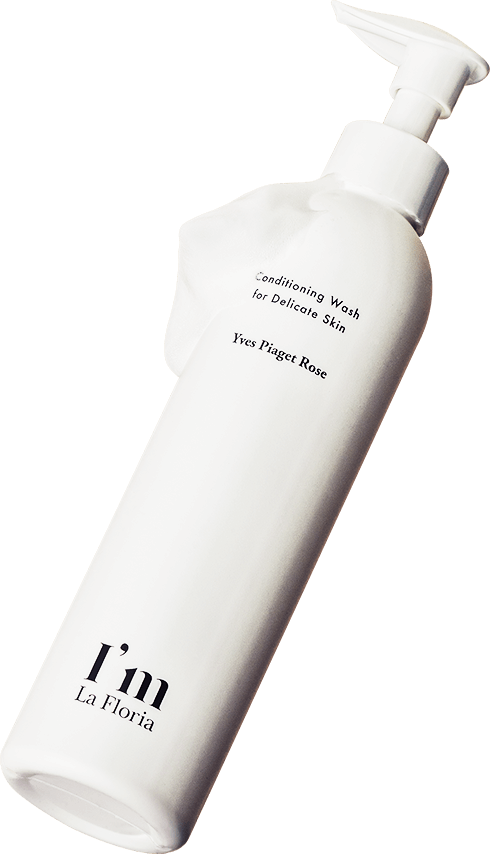 Conditioning Wash
for Delicate Skin
Yves Piaget Rose
I'm
La Floria